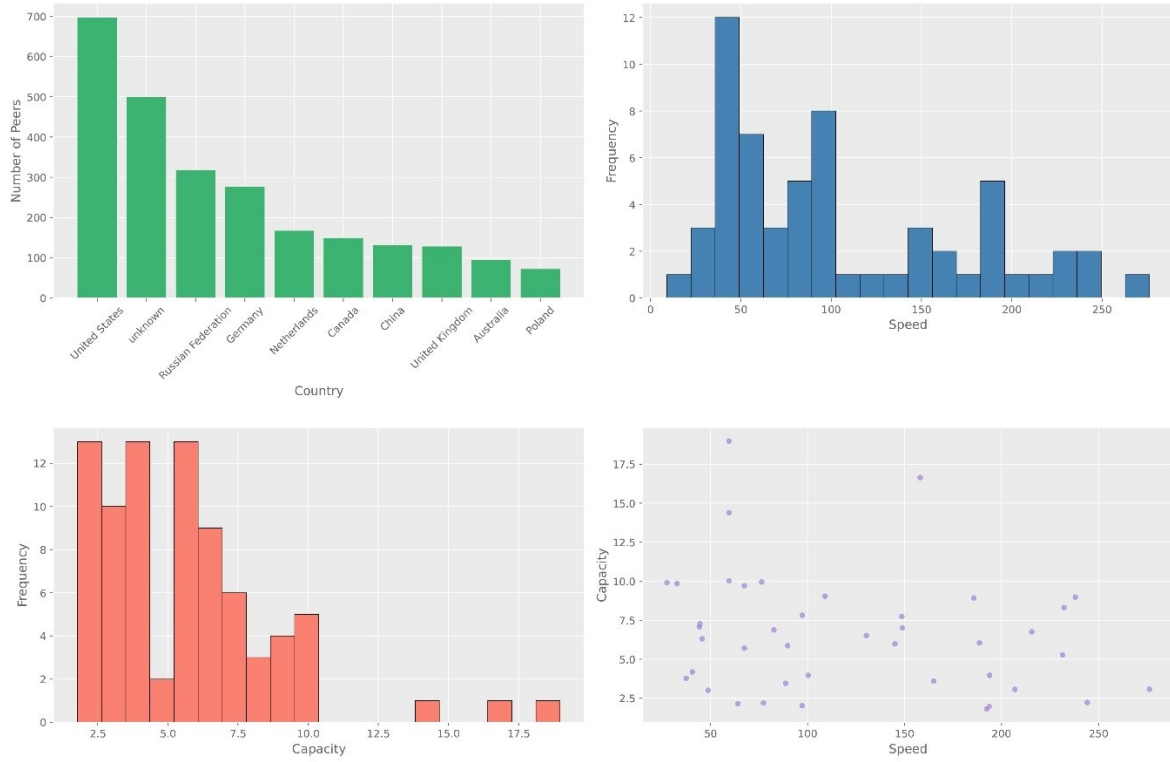 700
600
500
400
300
200
100
0
Number of Peers
United States
unknown
Russian Federation
Germany
Netherlands
Canada
China
United Kingdom
Australia
Poland
Country
12
10
8
6
4
2
0
Frequency
0 50 100 150 200 250
Speed
12
10
8
6
4
2
0
Frequency
2.5 5.0 7.5 10.0 12.5 15.0 17.5
Capacity
17.5
15.0
12.5
10.0
7.5
5.0
2.5
Capacity
50 100 150 200 250
Speed